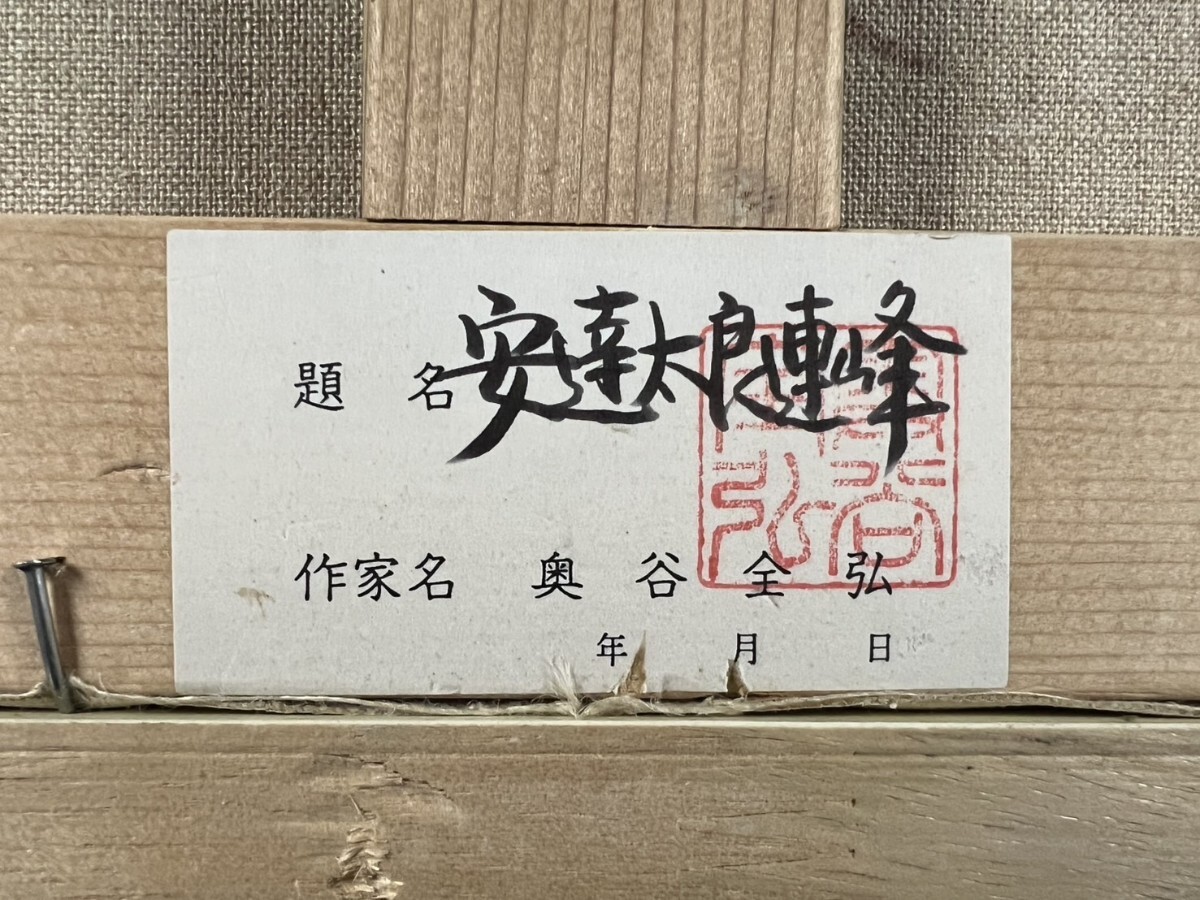 題 名 安達太良連峰
作家名 奥 谷 全 弘
年 月 日